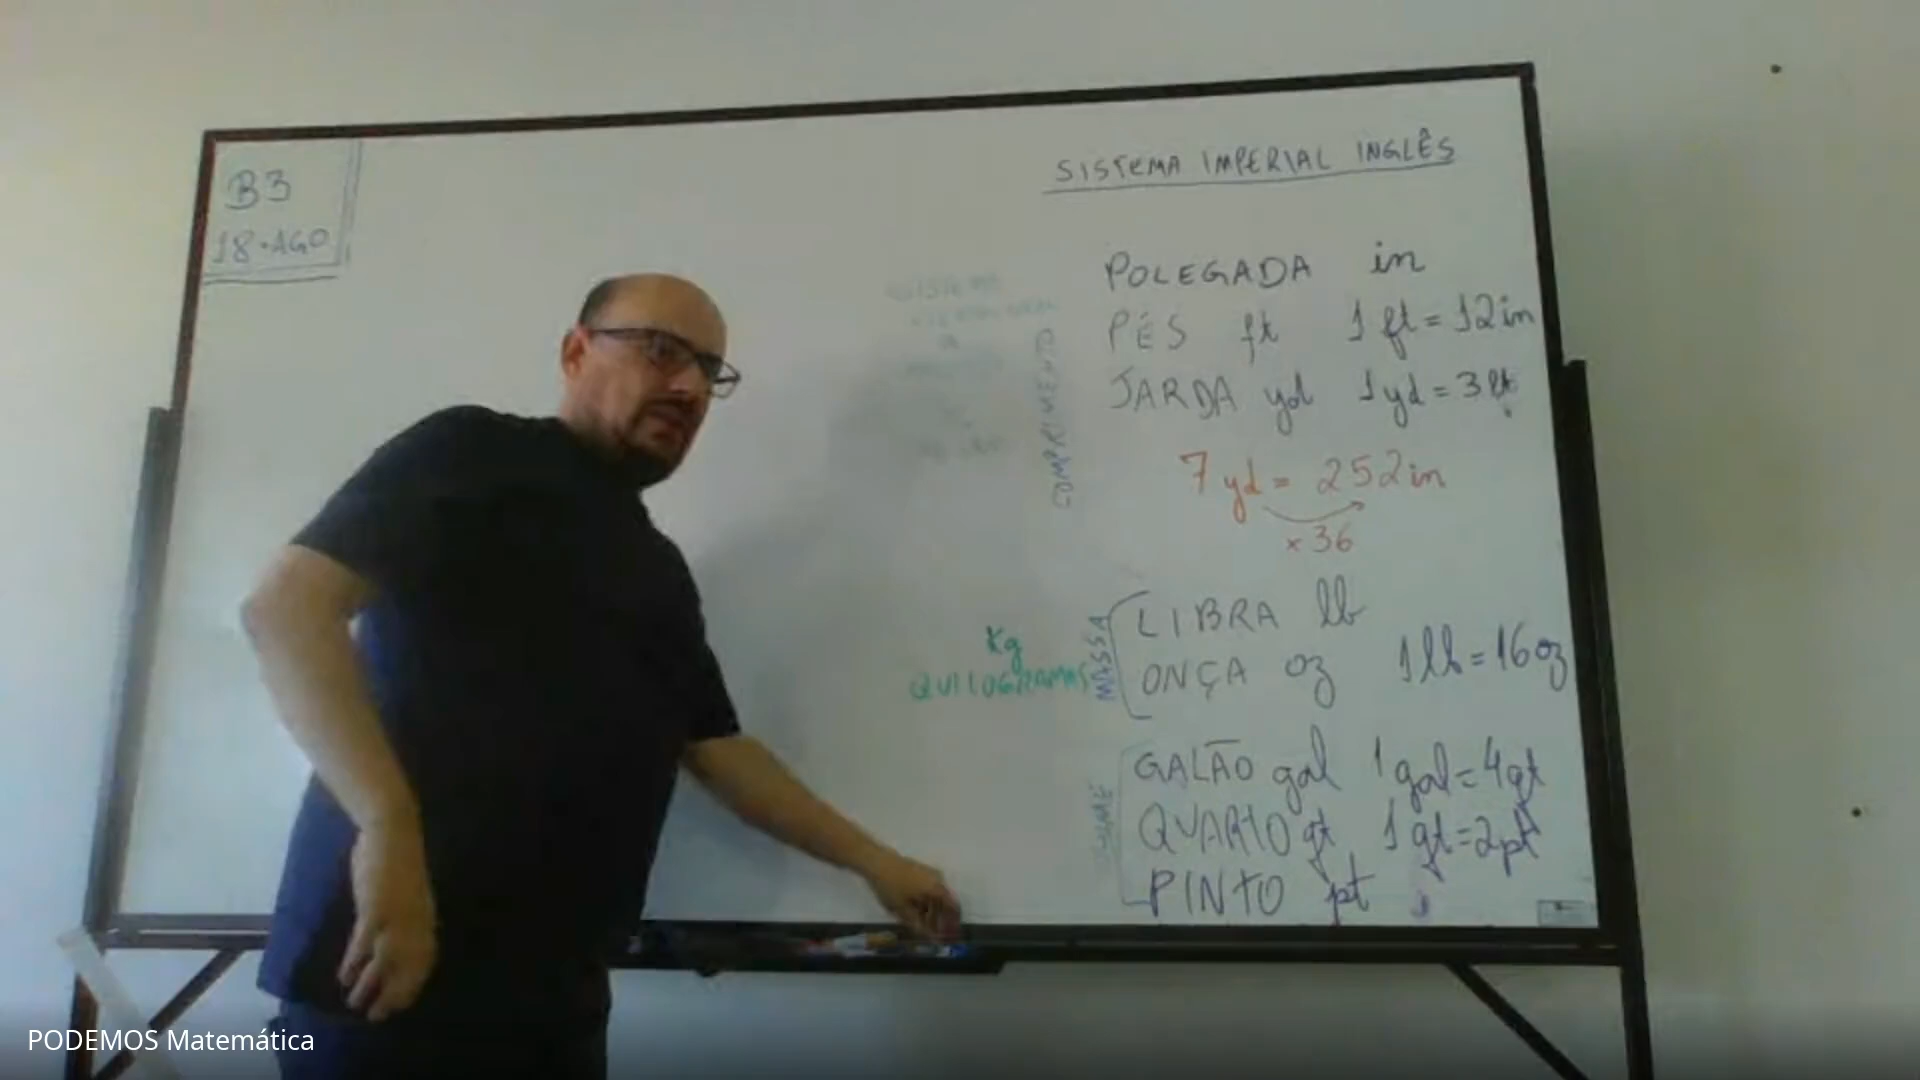 B3
18·AGO
SISTEMA IMPERIAL INGLÊS
POLEGADA in
PÉS ft 1 ft = 12 in
JARDA yd 1 yd = 3 ft
COMPRIMENTO
7 yd = 252 in
× 36
Kg
QUILOGRAMAS
MASSA
LIBRA lb
ONÇA oz 1 lb = 16 oz
GALÃO gal 1 gal = 4 qt
QUARTO qt 1 qt = 2 pt
PINTO pt
PODEMOS Matemática